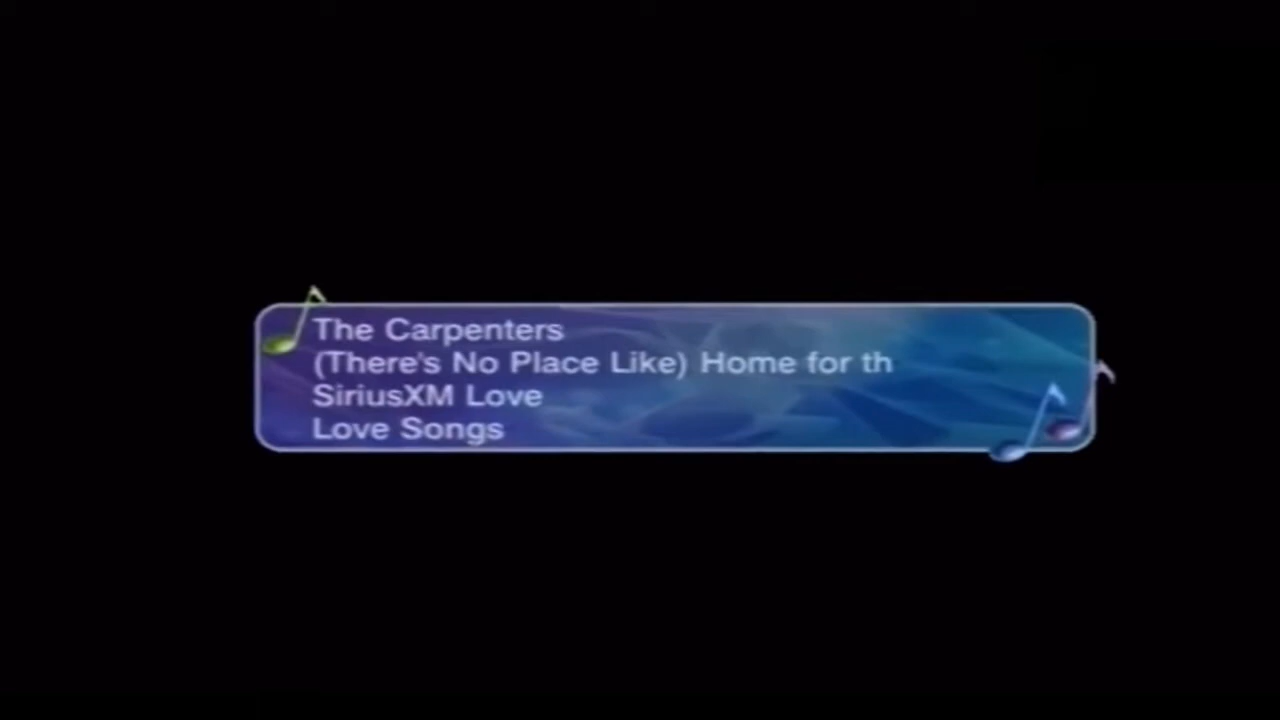 The Carpenters
(There's No Place Like) Home for th
SiriusXM Love
Love Songs